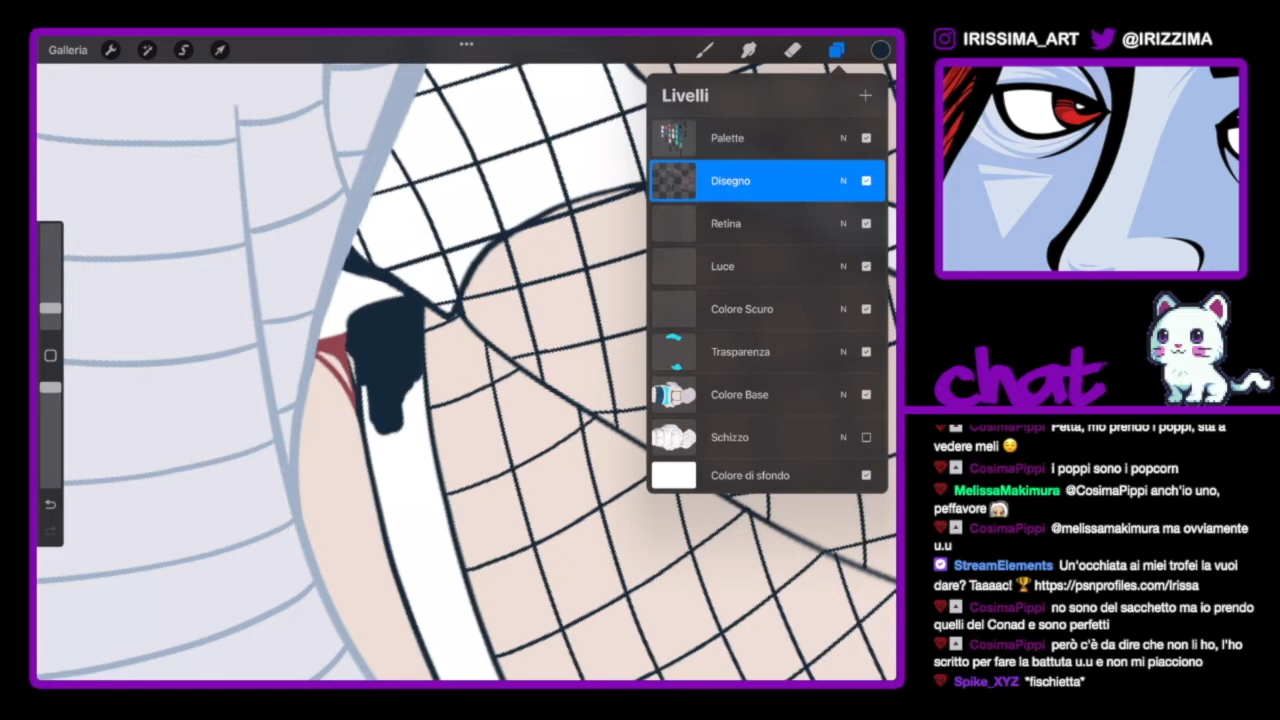 Galleria
Livelli
Palette N
Disegno N
Retina N
Luce N
Colore Scuro N
Trasparenza N
Colore Base N
Schizzo N
Colore di sfondo
IRISSIMA_ART @IRIZZIMA
chat
CosimaPippi Petta, mo prendo i poppi, sta a
vedere meli
CosimaPippi i poppi sono i popcorn
MelissaMakimura @CosimaPippi anch'io uno,
peffavore
CosimaPippi @melissamakimura ma ovviamente
u.u
StreamElements Un'occhiata ai miei trofei la vuoi
dare? Taaaac! https://psnprofiles.com/Irissa
CosimaPippi no sono del sacchetto ma io prendo
quelli del Conad e sono perfetti
CosimaPippi però c'è da dire che non li ho, l'ho
scritto per fare la battuta u.u e non mi piacciono
Spike_XYZ *fischietta*